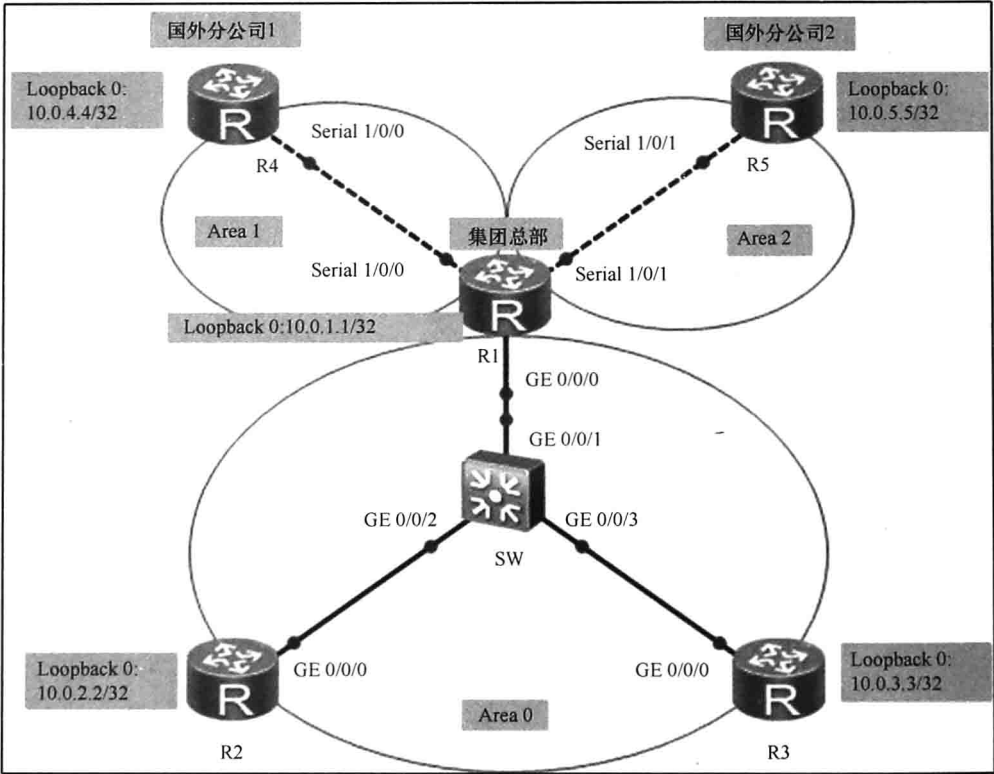 国外分公司1
国外分公司2
Loopback 0:
10.0.4.4/32
R
R4
Serial 1/0/0
Serial 1/0/1
R
R5
Loopback 0:
10.0.5.5/32
Area 1
集团总部
Area 2
Serial 1/0/0
R
Serial 1/0/1
Loopback 0:10.0.1.1/32
R1
GE 0/0/0
GE 0/0/1
GE 0/0/2
GE 0/0/3
SW
Loopback 0:
10.0.2.2/32
R
GE 0/0/0
GE 0/0/0
R
Loopback 0:
10.0.3.3/32
Area 0
R2
R3